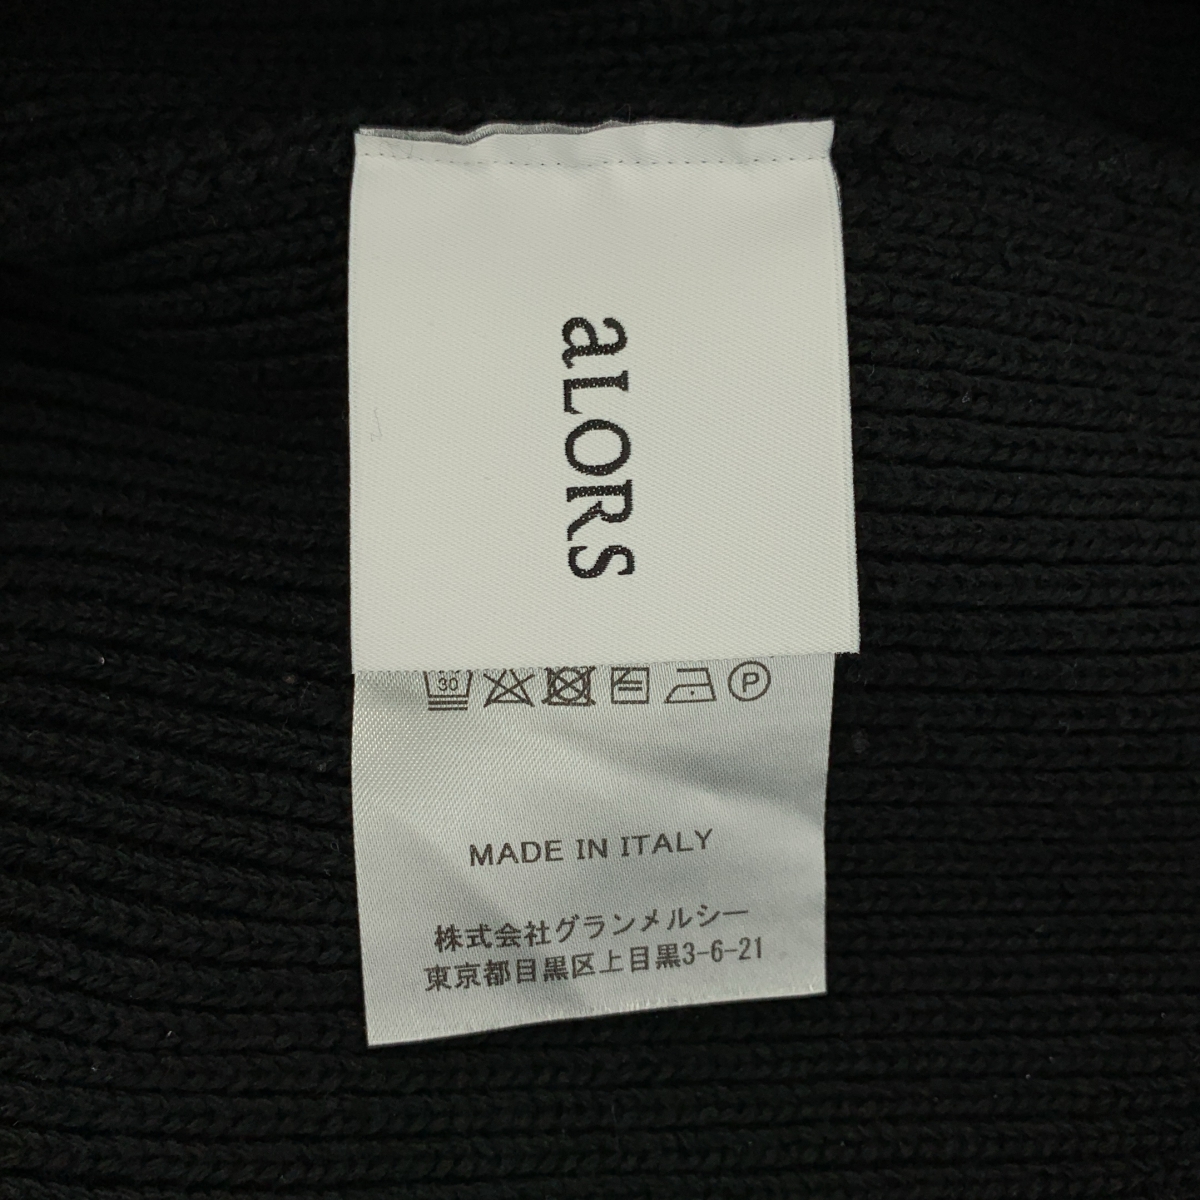 aLORS
30
P
MADE IN ITALY
株式会社グランメルシー
東京都目黒区上目黒3-6-21